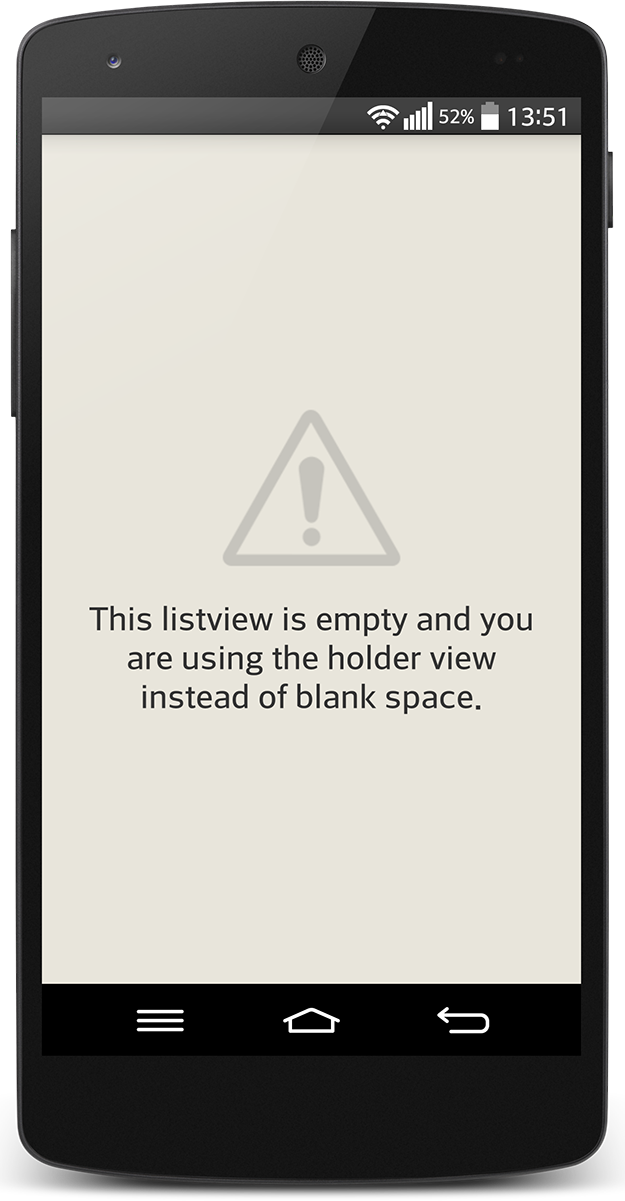 52% 13:51
This listview is empty and you
are using the holder view
instead of blank space.